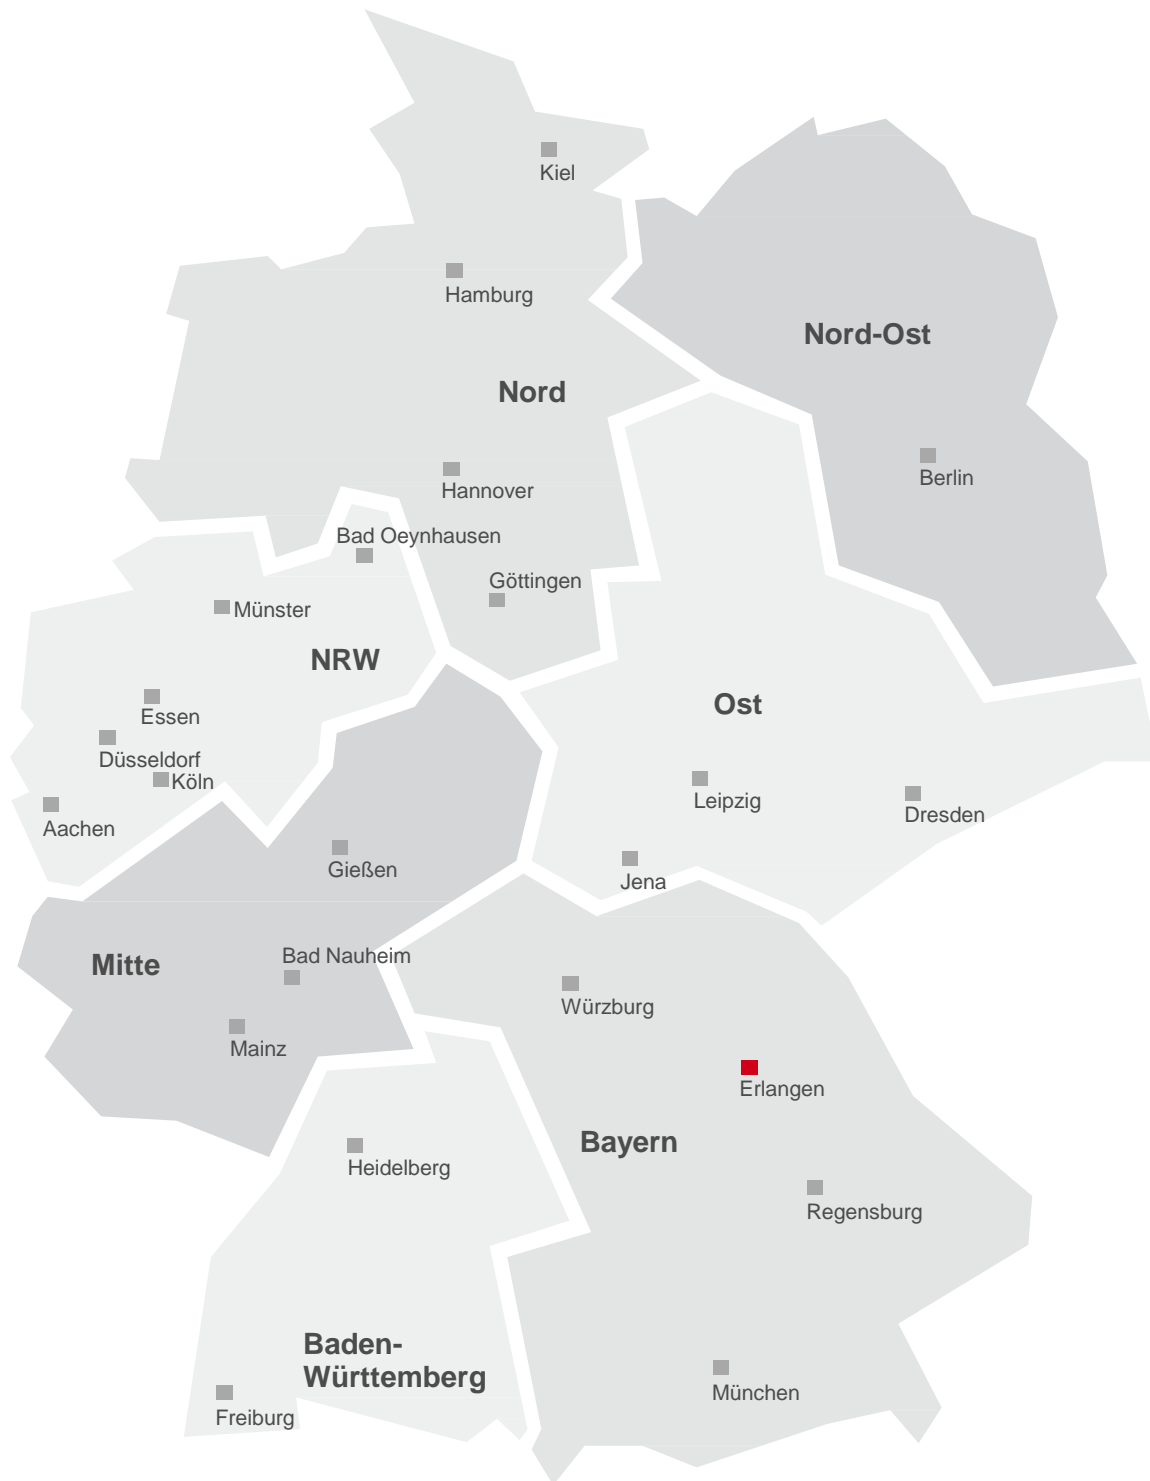 Kiel
Hamburg
Nord-Ost
Nord
Berlin
Hannover
Bad Oeynhausen
Göttingen
Münster
NRW
Ost
Essen
Düsseldorf
Köln
Leipzig
Dresden
Aachen
Gießen
Jena
Bad Nauheim
Mitte
Würzburg
Mainz
Erlangen
Bayern
Heidelberg
Regensburg
Baden-
Württemberg
München
Freiburg